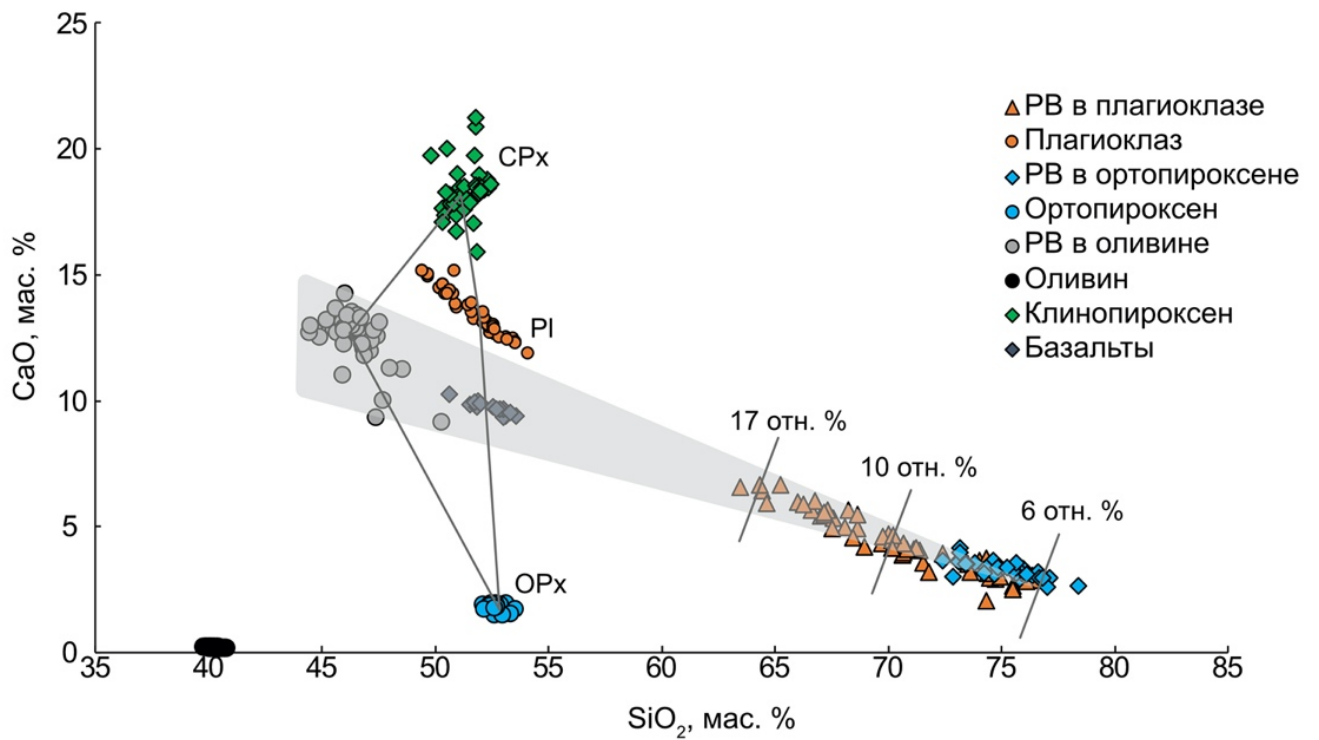 25
20
15
10
5
0
CaO, мас. %
CPx
Pl
OPx
РВ в плагиоклазе
Плагиоклаз
РВ в ортопироксене
Ортопироксен
РВ в оливине
Оливин
Клинопироксен
Базальты
17 отн. %
10 отн. %
6 отн. %
35 40 45 50 55 60 65 70 75 80 85
SiO₂, мас. %